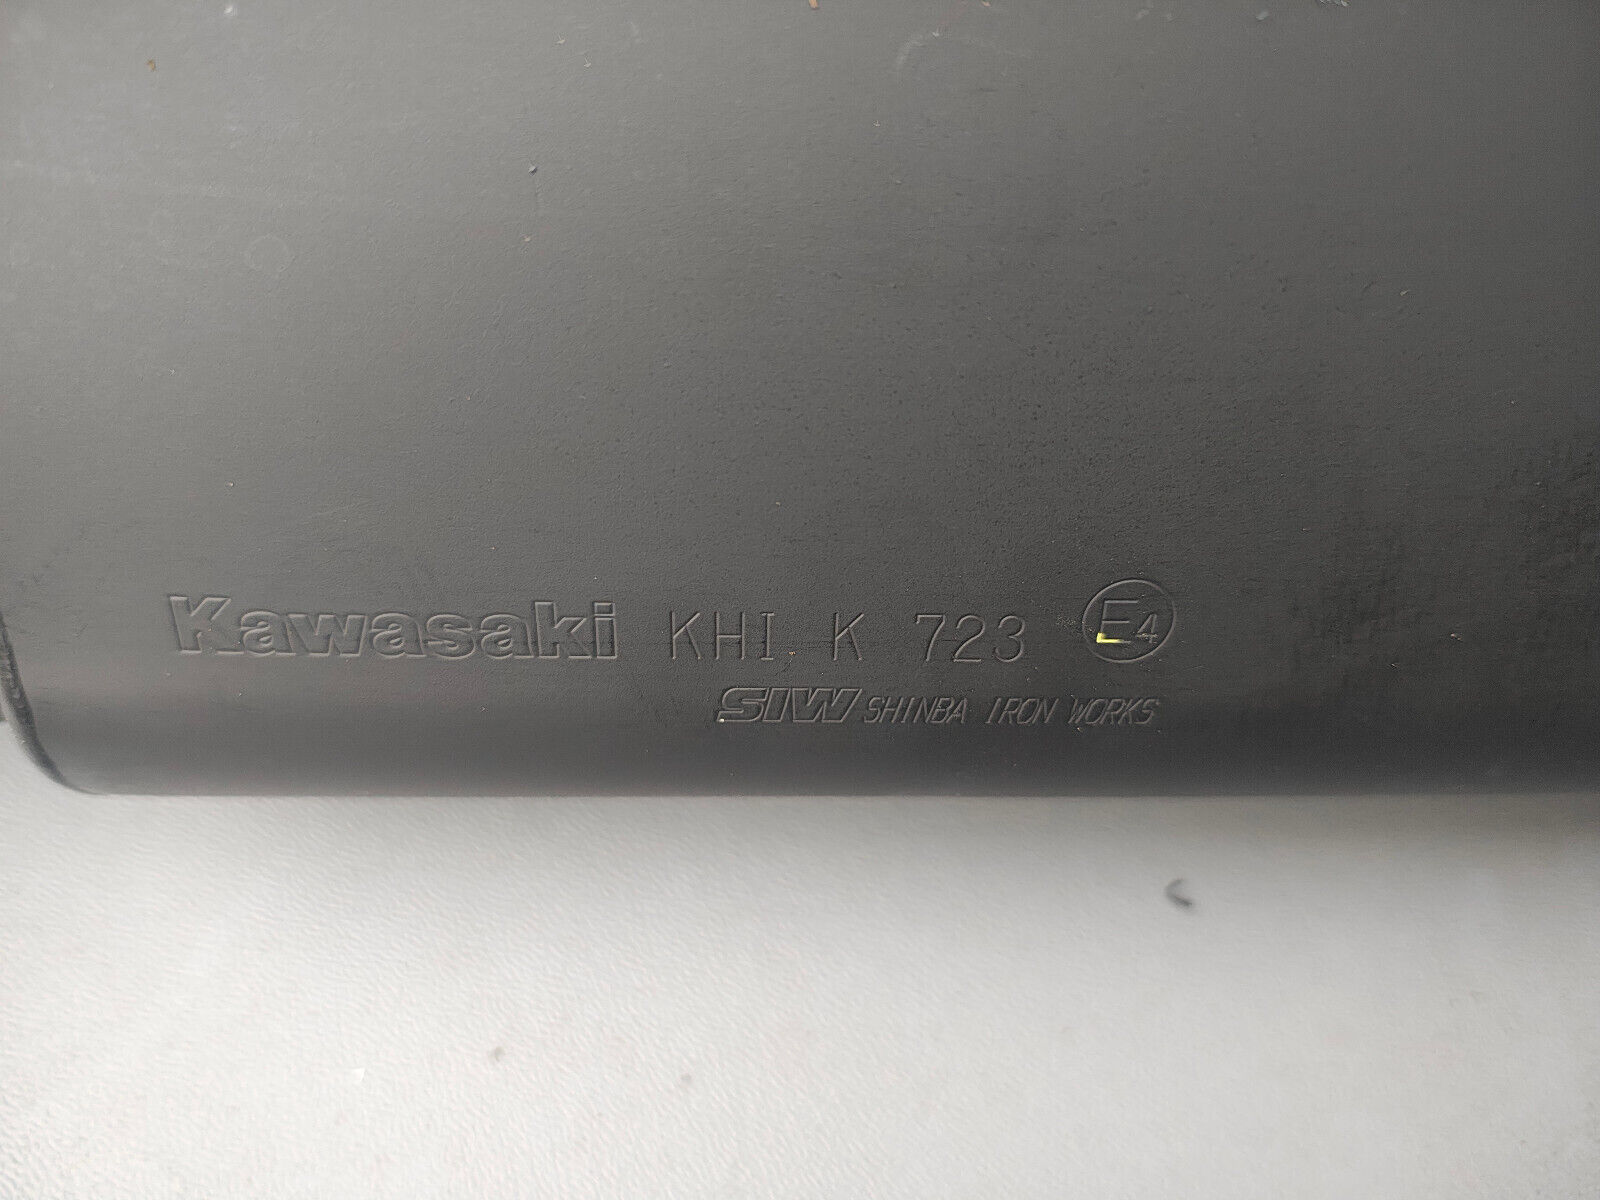 Kawasaki KHI K 723 E4
SIW SHINBA IRON WORKS